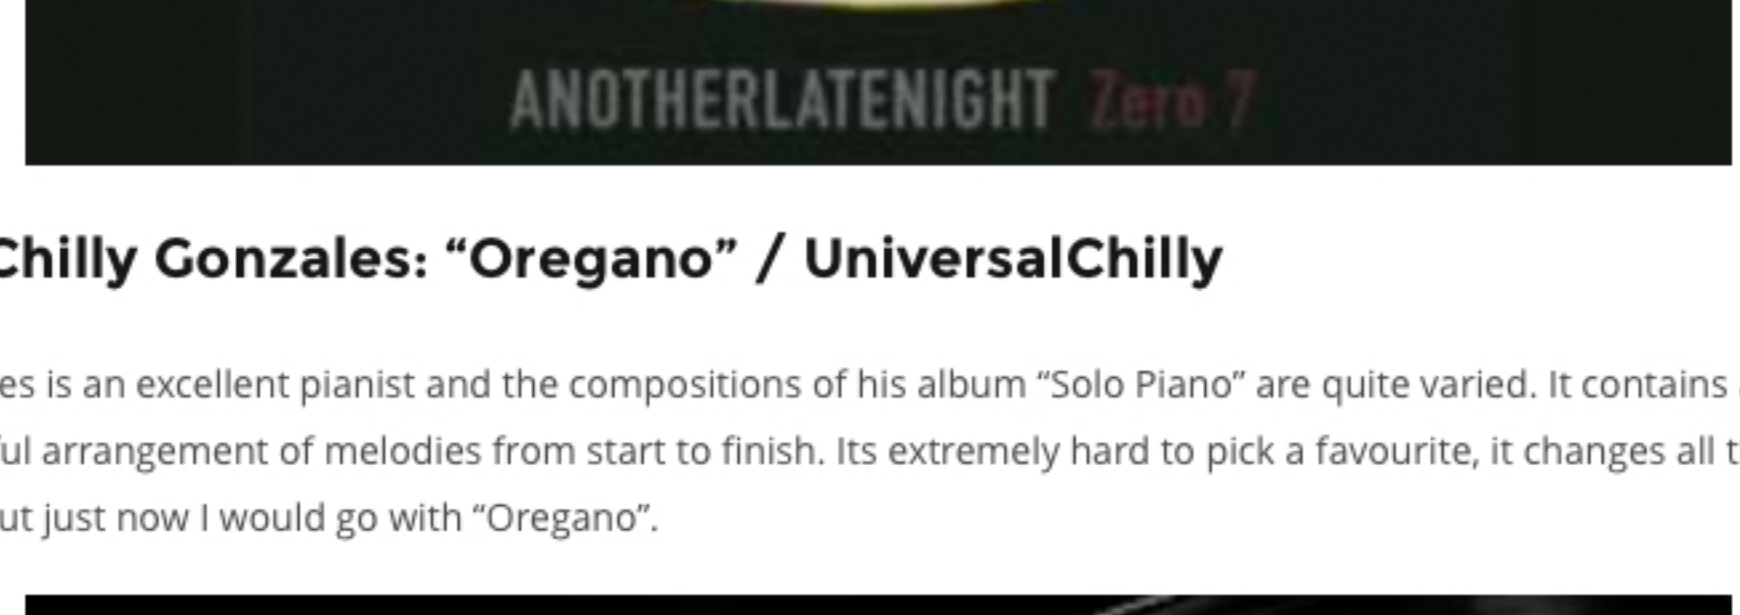 ANOTHERLATENIGHT Zero 7
Chilly Gonzales: “Oregano” / UniversalChilly
es is an excellent pianist and the compositions of his album “Solo Piano” are quite varied. It contains
ful arrangement of melodies from start to finish. Its extremely hard to pick a favourite, it changes all t
ut just now I would go with “Oregano”.